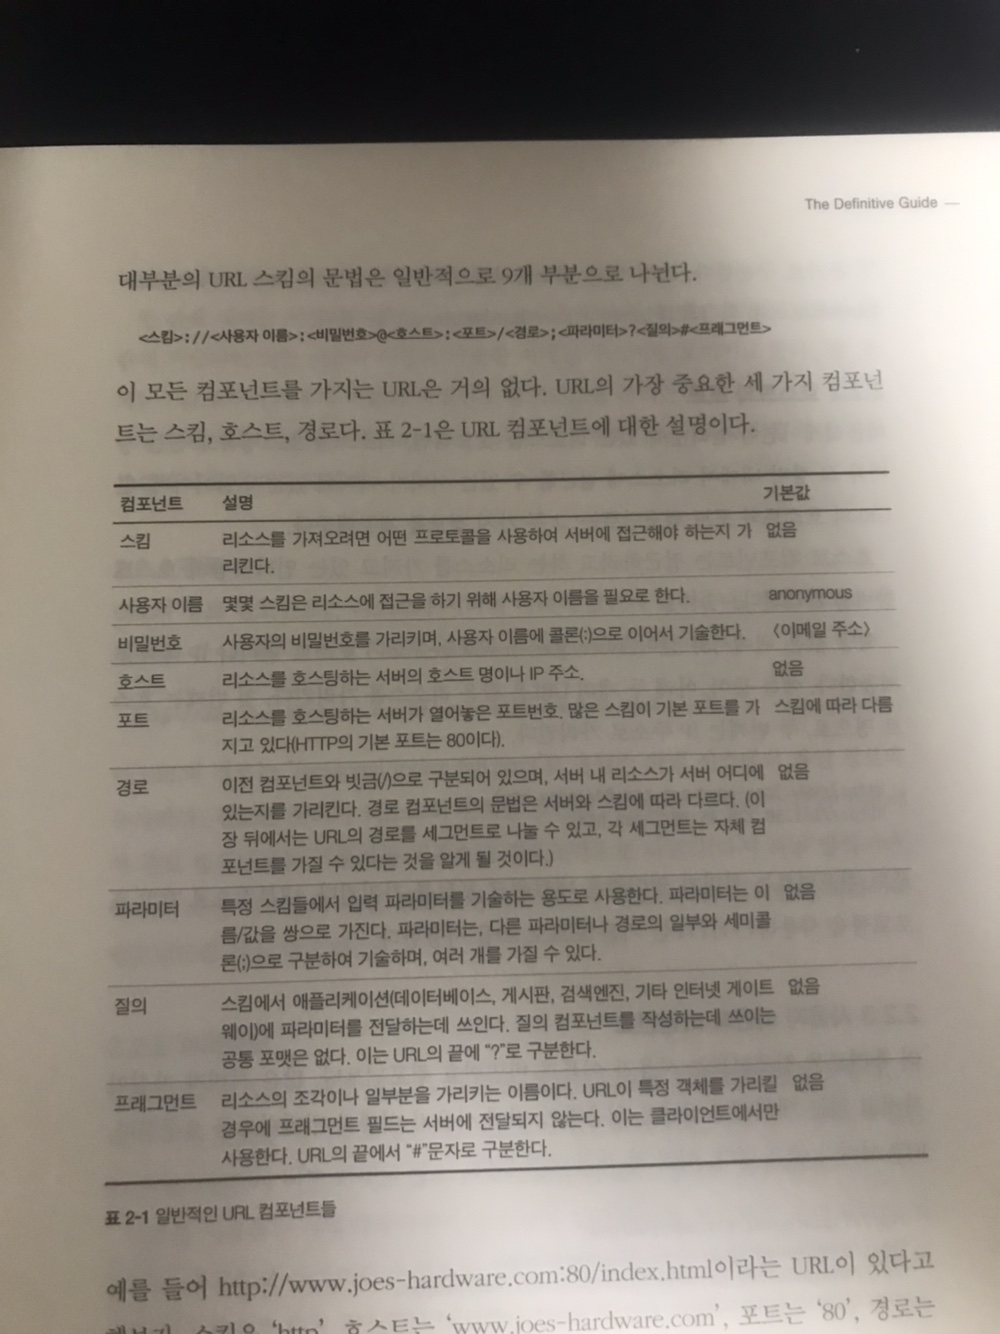 The Definitive Guide —
대부분의 URL 스킴의 문법은 일반적으로 9개 부분으로 나뉜다.
<스킴>://<사용자 이름>:<비밀번호>@<호스트>:<포트>/<경로>;<파라미터>?<질의>#<프래그먼트>
이 모든 컴포넌트를 가지는 URL은 거의 없다. URL의 가장 중요한 세 가지 컴포넌
트는 스킴, 호스트, 경로다. 표 2-1은 URL 컴포넌트에 대한 설명이다.
컴포넌트 설명 기본값
스킴 리소스를 가져오려면 어떤 프로토콜을 사용하여 서버에 접근해야 하는지 가 없음
리킨다.
사용자 이름 몇몇 스킴은 리소스에 접근을 하기 위해 사용자 이름을 필요로 한다. anonymous
비밀번호 사용자의 비밀번호를 가리키며, 사용자 이름에 콜론(:)으로 이어서 기술한다. 〈이메일 주소〉
호스트 리소스를 호스팅하는 서버의 호스트 명이나 IP 주소. 없음
포트 리소스를 호스팅하는 서버가 열어놓은 포트번호. 많은 스킴이 기본 포트를 가 스킴에 따라 다름
지고 있다(HTTP의 기본 포트는 80이다).
경로 이전 컴포넌트와 빗금(/)으로 구분되어 있으며, 서버 내 리소스가 서버 어디에 없음
있는지를 가리킨다. 경로 컴포넌트의 문법은 서버와 스킴에 따라 다르다. (이
장 뒤에서는 URL의 경로를 세그먼트로 나눌 수 있고, 각 세그먼트는 자체 컴
포넌트를 가질 수 있다는 것을 알게 될 것이다.)
파라미터 특정 스킴들에서 입력 파라미터를 기술하는 용도로 사용한다. 파라미터는 이 없음
름/값을 쌍으로 가진다. 파라미터는, 다른 파라미터나 경로의 일부와 세미콜
론(;)으로 구분하여 기술하며, 여러 개를 가질 수 있다.
질의 스킴에서 애플리케이션(데이터베이스, 게시판, 검색엔진, 기타 인터넷 게이트 없음
웨이)에 파라미터를 전달하는데 쓰인다. 질의 컴포넌트를 작성하는데 쓰이는
공통 포맷은 없다. 이는 URL의 끝에 “?”로 구분한다.
프래그먼트 리소스의 조각이나 일부분을 가리키는 이름이다. URL이 특정 객체를 가리킬 없음
경우에 프래그먼트 필드는 서버에 전달되지 않는다. 이는 클라이언트에서만
사용한다. URL의 끝에서 “#”문자로 구분한다.
표 2-1 일반적인 URL 컴포넌트들
예를 들어 http://www.joes-hardware.com:80/index.html이라는 URL이 있다고
스킴은 ‘http’, 호스트는 ‘www.joes-hardware.com’, 포트는 ‘80’, 경로는